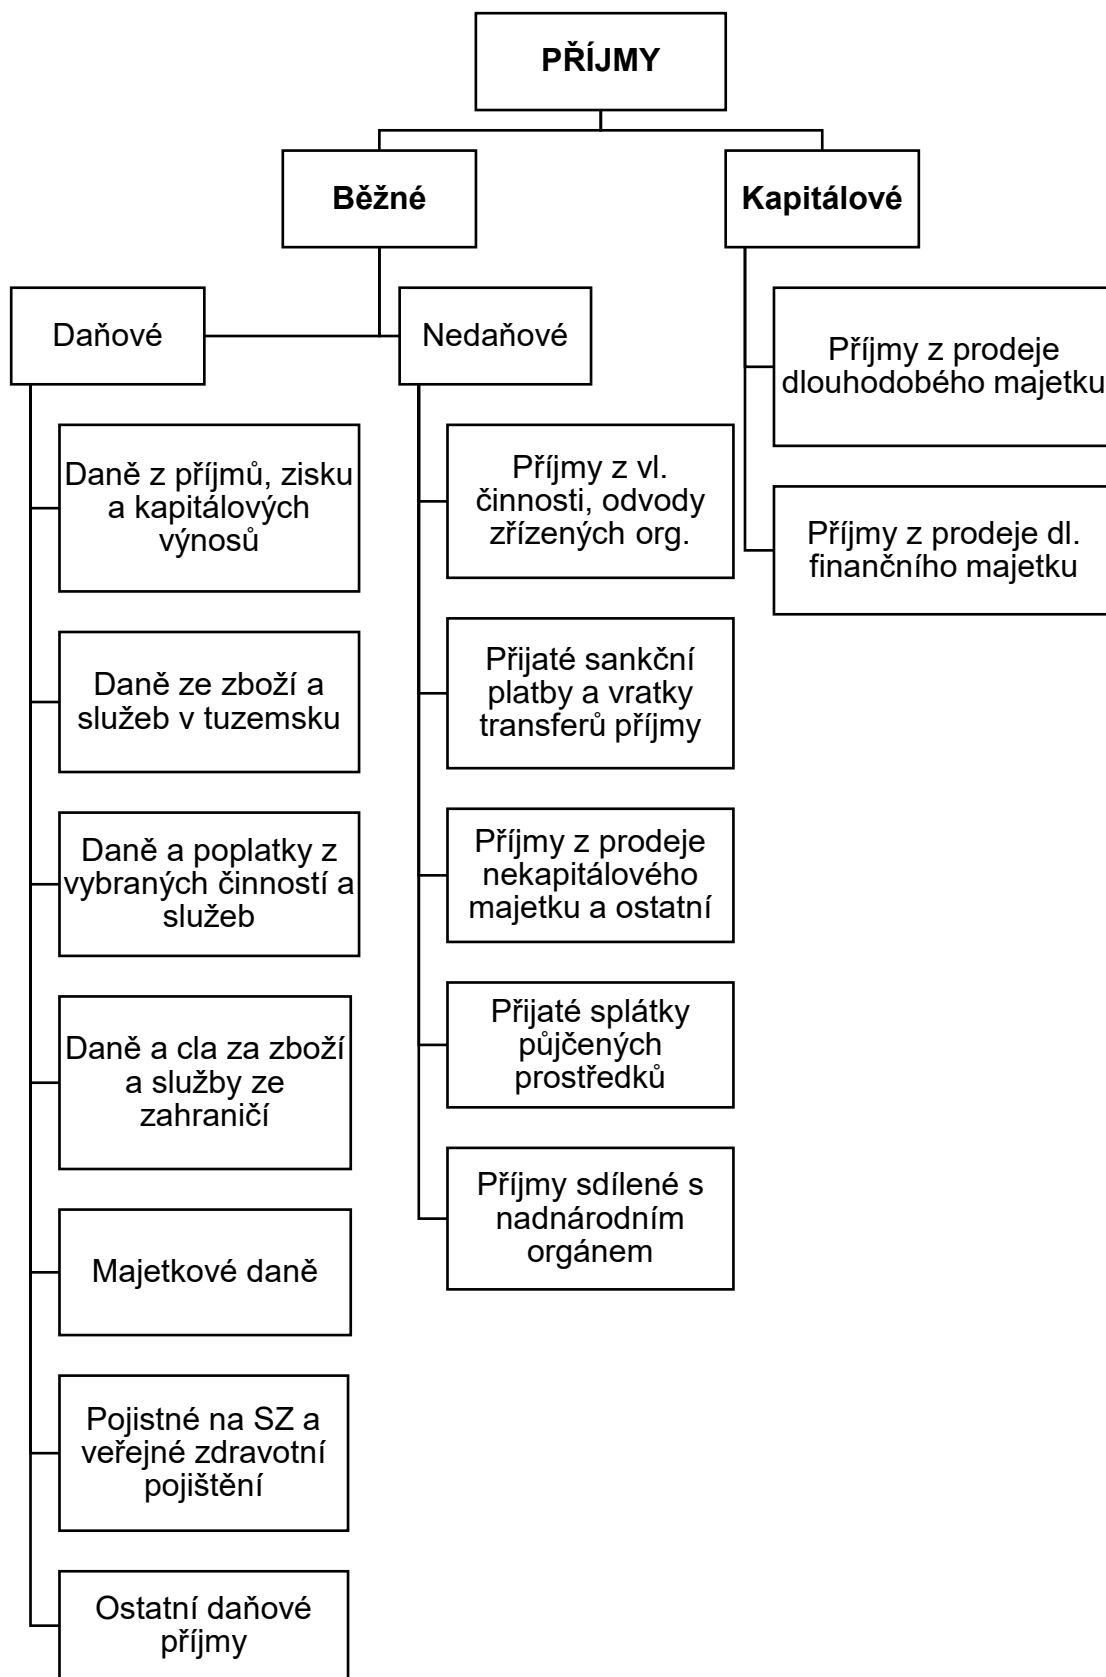 PŘÍJMY
Běžné
Kapitálové
Daňové
Nedaňové
Daně z příjmů, zisku
a kapitálových
výnosů
Daně ze zboží a
služeb v tuzemsku
Daně a poplatky z
vybraných činností a
služeb
Daně a cla za zboží
a služby ze
zahraničí
Majetkové daně
Pojistné na SZ a
veřejné zdravotní
pojištění
Ostatní daňové
příjmy
Příjmy z vl.
činnosti, odvody
zřízených org.
Přijaté sankční
platby a vratky
transferů příjmy
Příjmy z prodeje
nekapitálového
majetku a ostatní
Přijaté splátky
půjčených
prostředků
Příjmy sdílené s
nadnárodním
orgánem
Příjmy z prodeje
dlouhodobého majetku
Příjmy z prodeje dl.
finančního majetku